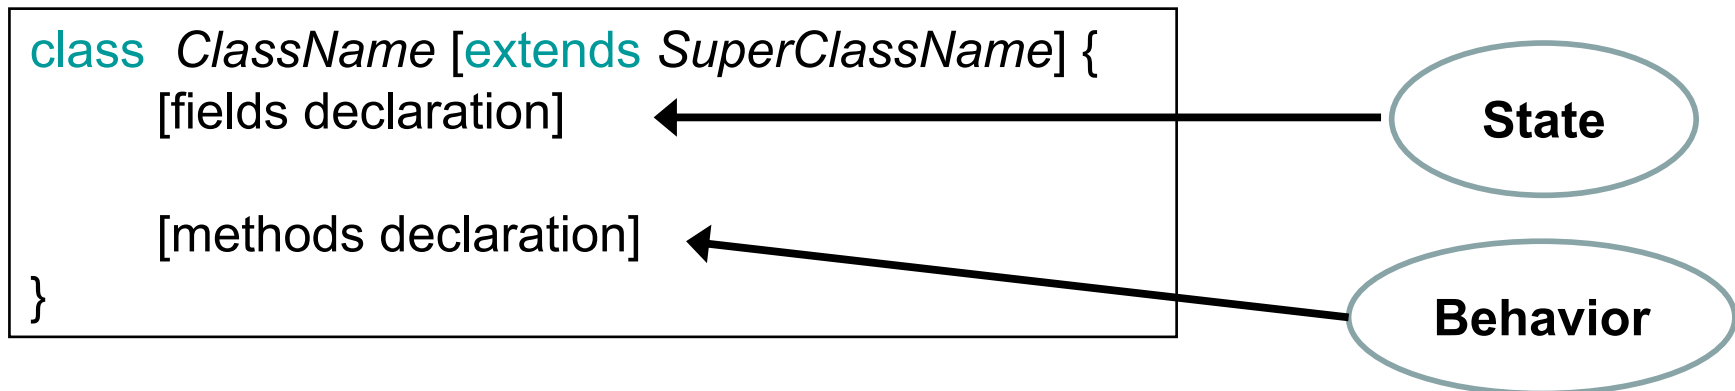 class ClassName [extends SuperClassName] {
[fields declaration]
State
[methods declaration]
}
Behavior